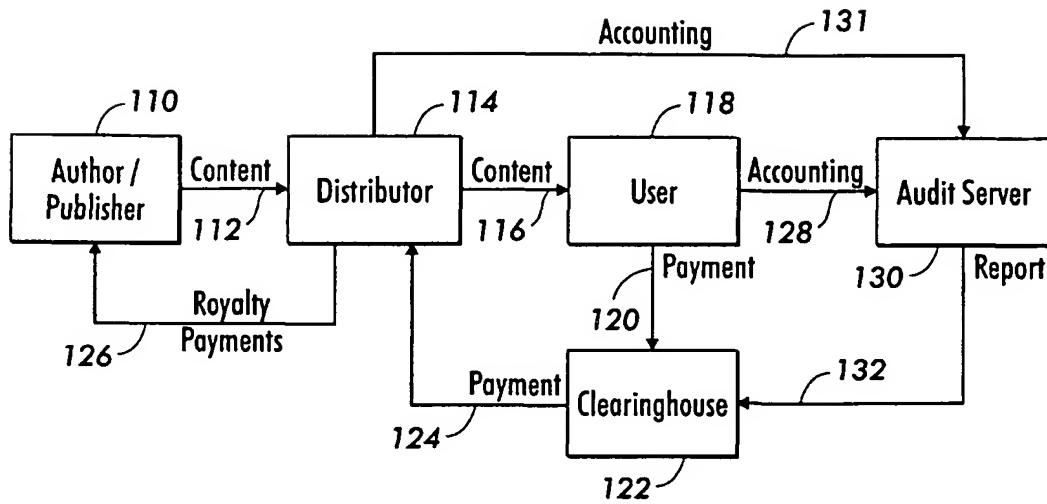 Accounting
131
110
114
118
Author /
Publisher
Content
112
Distributor
Content
116
User
Accounting
128
Audit Server
130
Report
Payment
120
Royalty
Payments
126
Payment
124
Clearinghouse
122
132